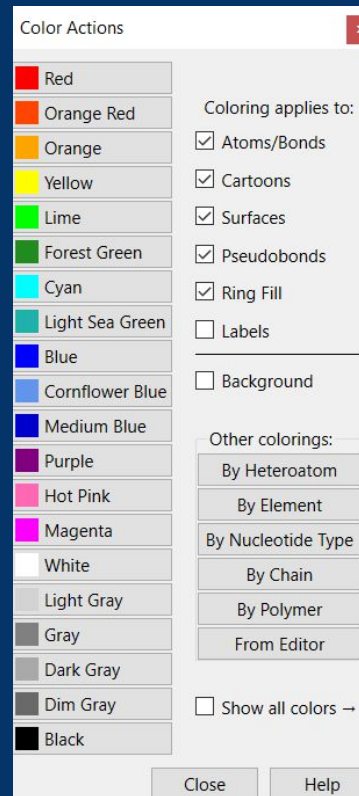 Color Actions
Red
Orange Red
Orange
Yellow
Lime
Forest Green
Cyan
Light Sea Green
Blue
Cornflower Blue
Medium Blue
Purple
Hot Pink
Magenta
White
Light Gray
Gray
Dark Gray
Dim Gray
Black
Coloring applies to:
Atoms/Bonds
Cartoons
Surfaces
Pseudobonds
Ring Fill
Labels
Background
Other colorings:
By Heteroatom
By Element
By Nucleotide Type
By Chain
By Polymer
From Editor
Show all colors →
Close
Help